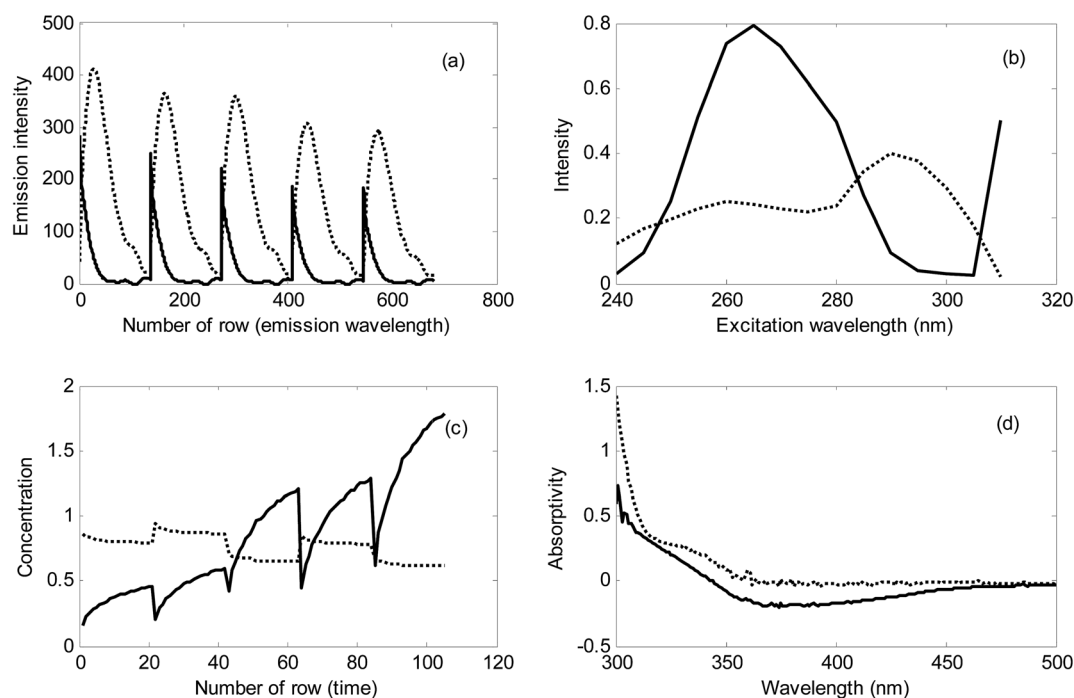 500
400
300
200
100
0
Emission intensity
(a)
0 200 400 600 800
Number of row (emission wavelength)
0.8
0.6
0.4
0.2
0
Intensity
(b)
240 260 280 300 320
Excitation wavelength (nm)
2
1.5
1
0.5
0
Concentration
(c)
0 20 40 60 80 100 120
Number of row (time)
1.5
1
0.5
0
-0.5
Absorptivity
(d)
300 350 400 450 500
Wavelength (nm)